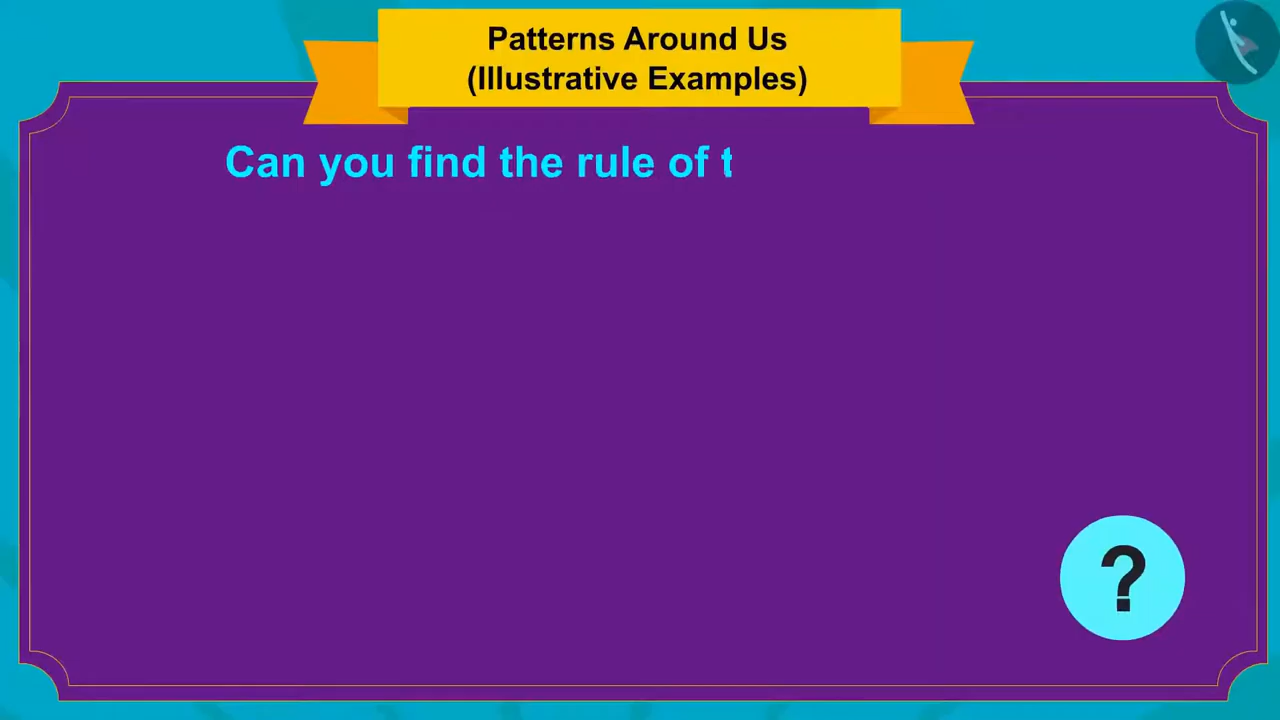 Patterns Around Us
(Illustrative Examples)
Can you find the rule of t
?